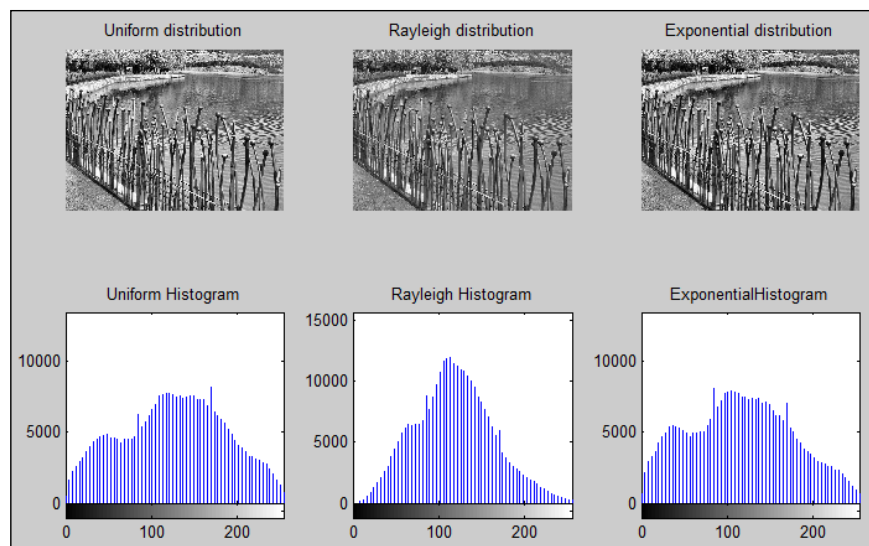 Uniform distribution
Rayleigh distribution
Exponential distribution
Uniform Histogram
10000
5000
0
0 100 200
Rayleigh Histogram
15000
10000
5000
0
0 100 200
ExponentialHistogram
10000
5000
0
0 100 200